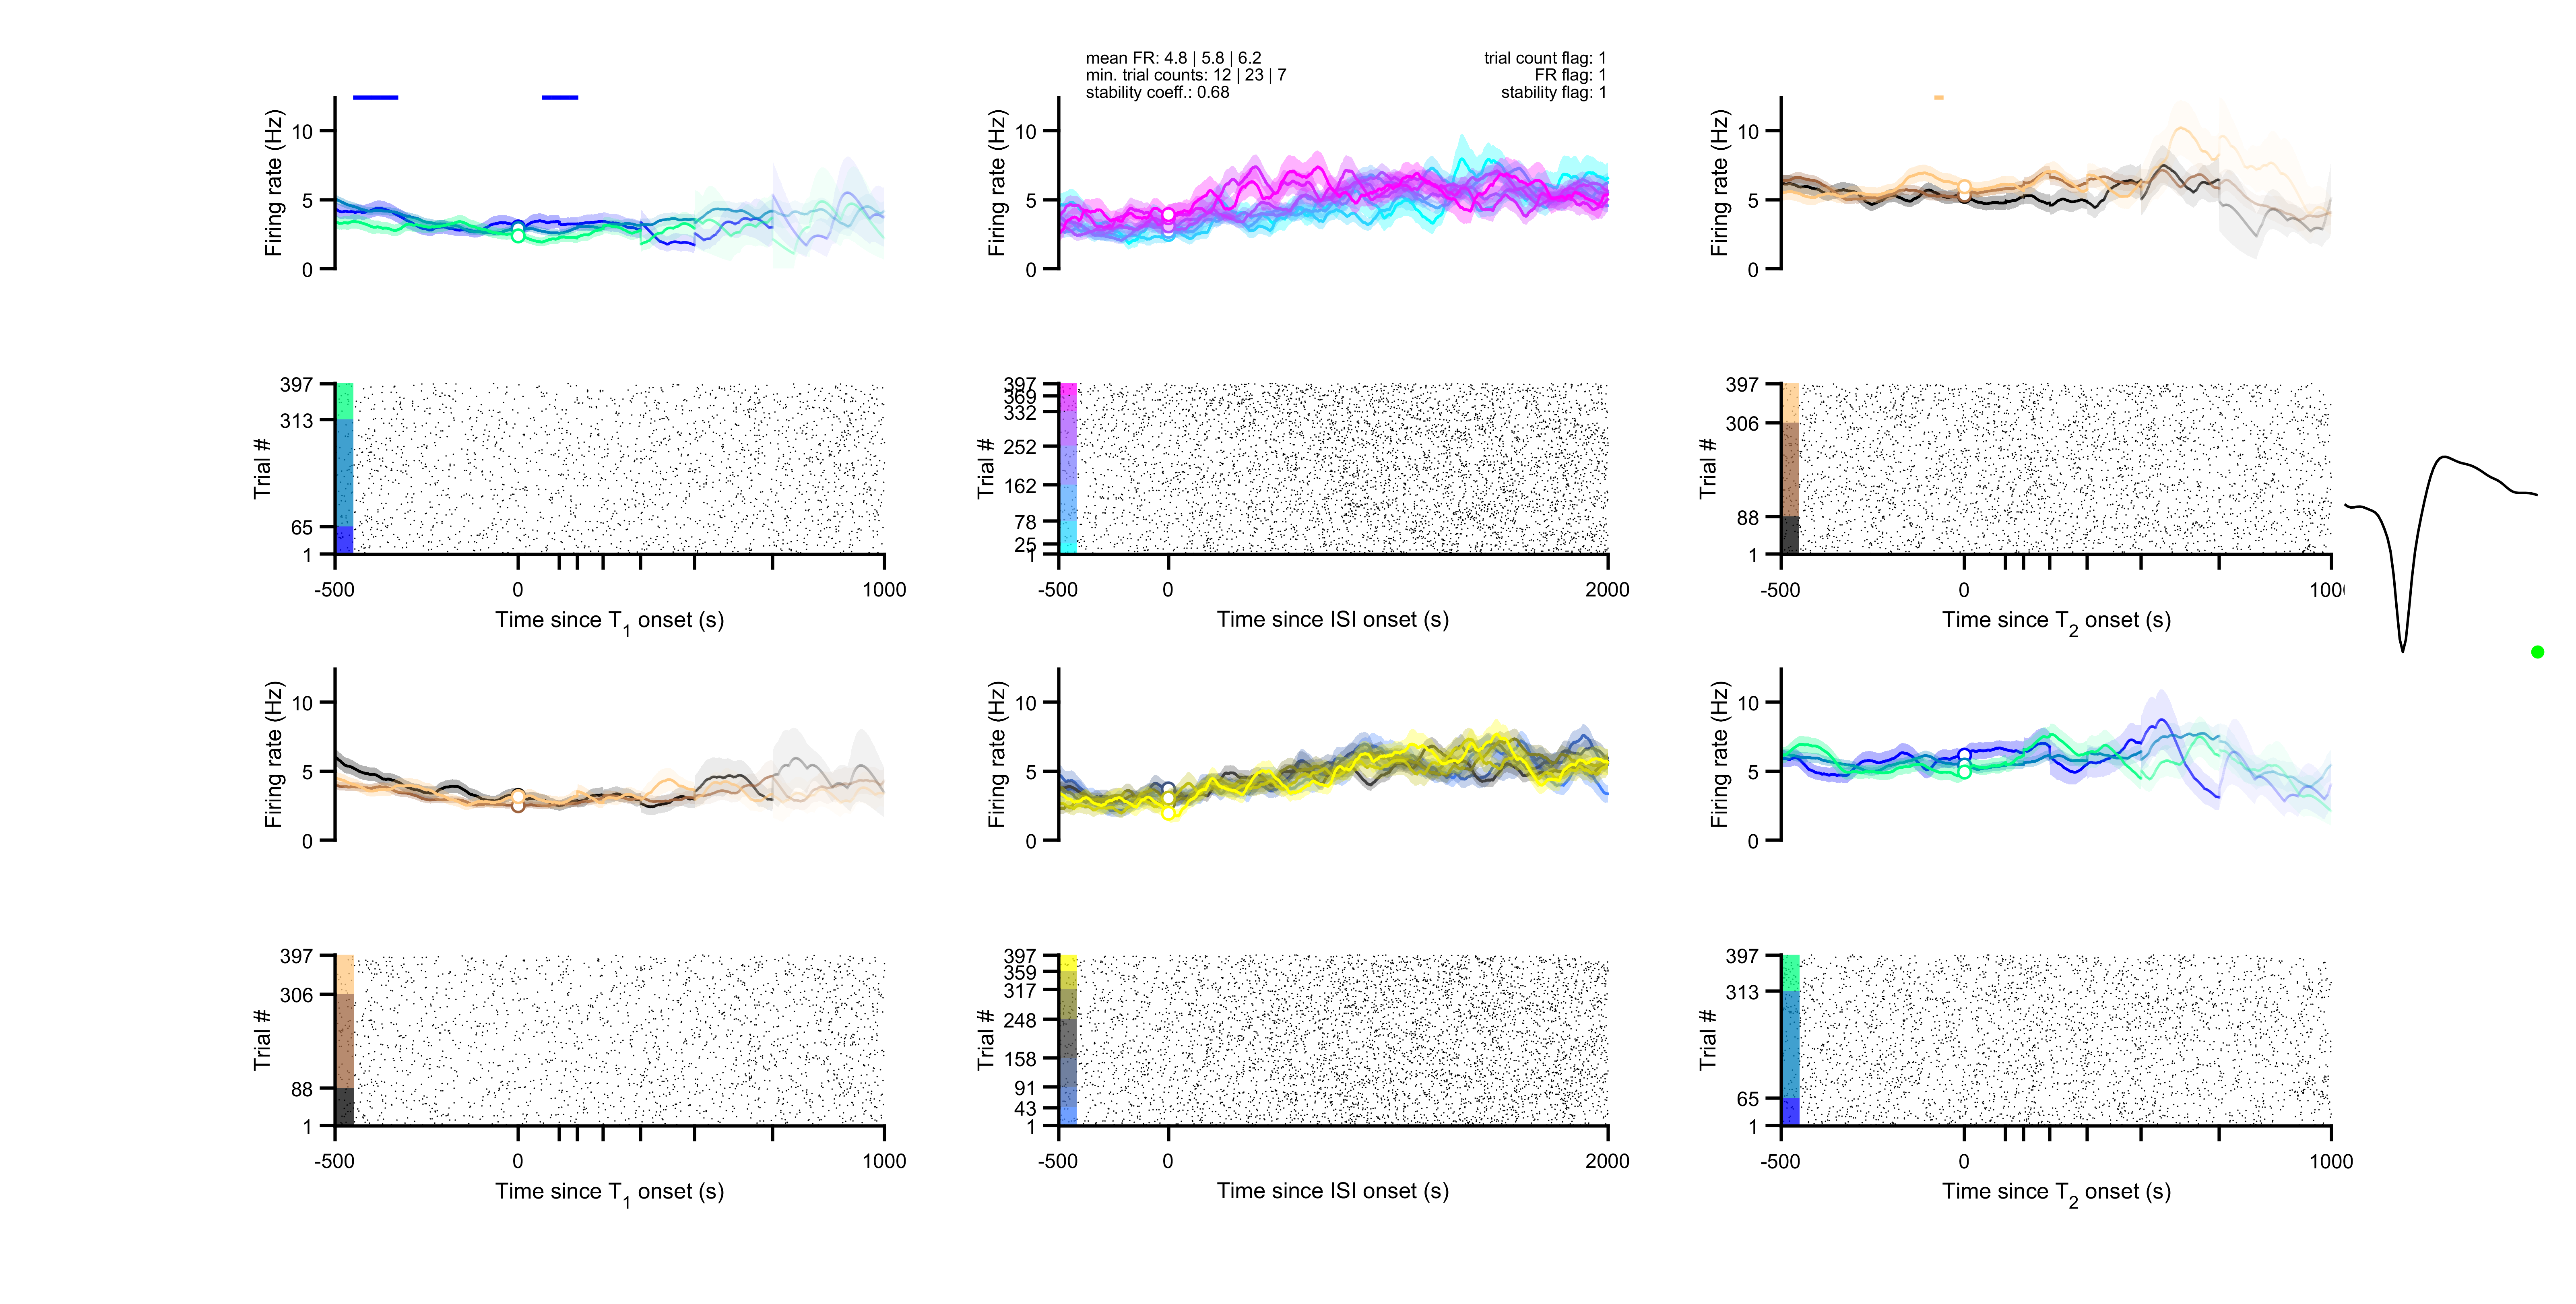 mean FR: 4.8 | 5.8 | 6.2
min. trial counts: 12 | 23 | 7
stability coeff.: 0.68
trial count flag: 1
FR flag: 1
stability flag: 1
Firing rate (Hz)
10
5
0
Firing rate (Hz)
10
5
0
Firing rate (Hz)
10
5
0
Trial #
397
313
65
1
-500
0
1000
Time since T1 onset (s)
Trial #
397
369
332
252
162
78
25
1
-500
0
2000
Time since ISI onset (s)
Trial #
397
306
88
1
-500
0
Time since T2 onset (s)
Firing rate (Hz)
10
5
0
Firing rate (Hz)
10
5
0
Firing rate (Hz)
10
5
0
Trial #
397
306
88
1
-500
0
1000
Time since T1 onset (s)
Trial #
397
359
317
248
158
91
43
1
-500
0
2000
Time since ISI onset (s)
Trial #
397
313
65
1
-500
0
1000
Time since T2 onset (s)